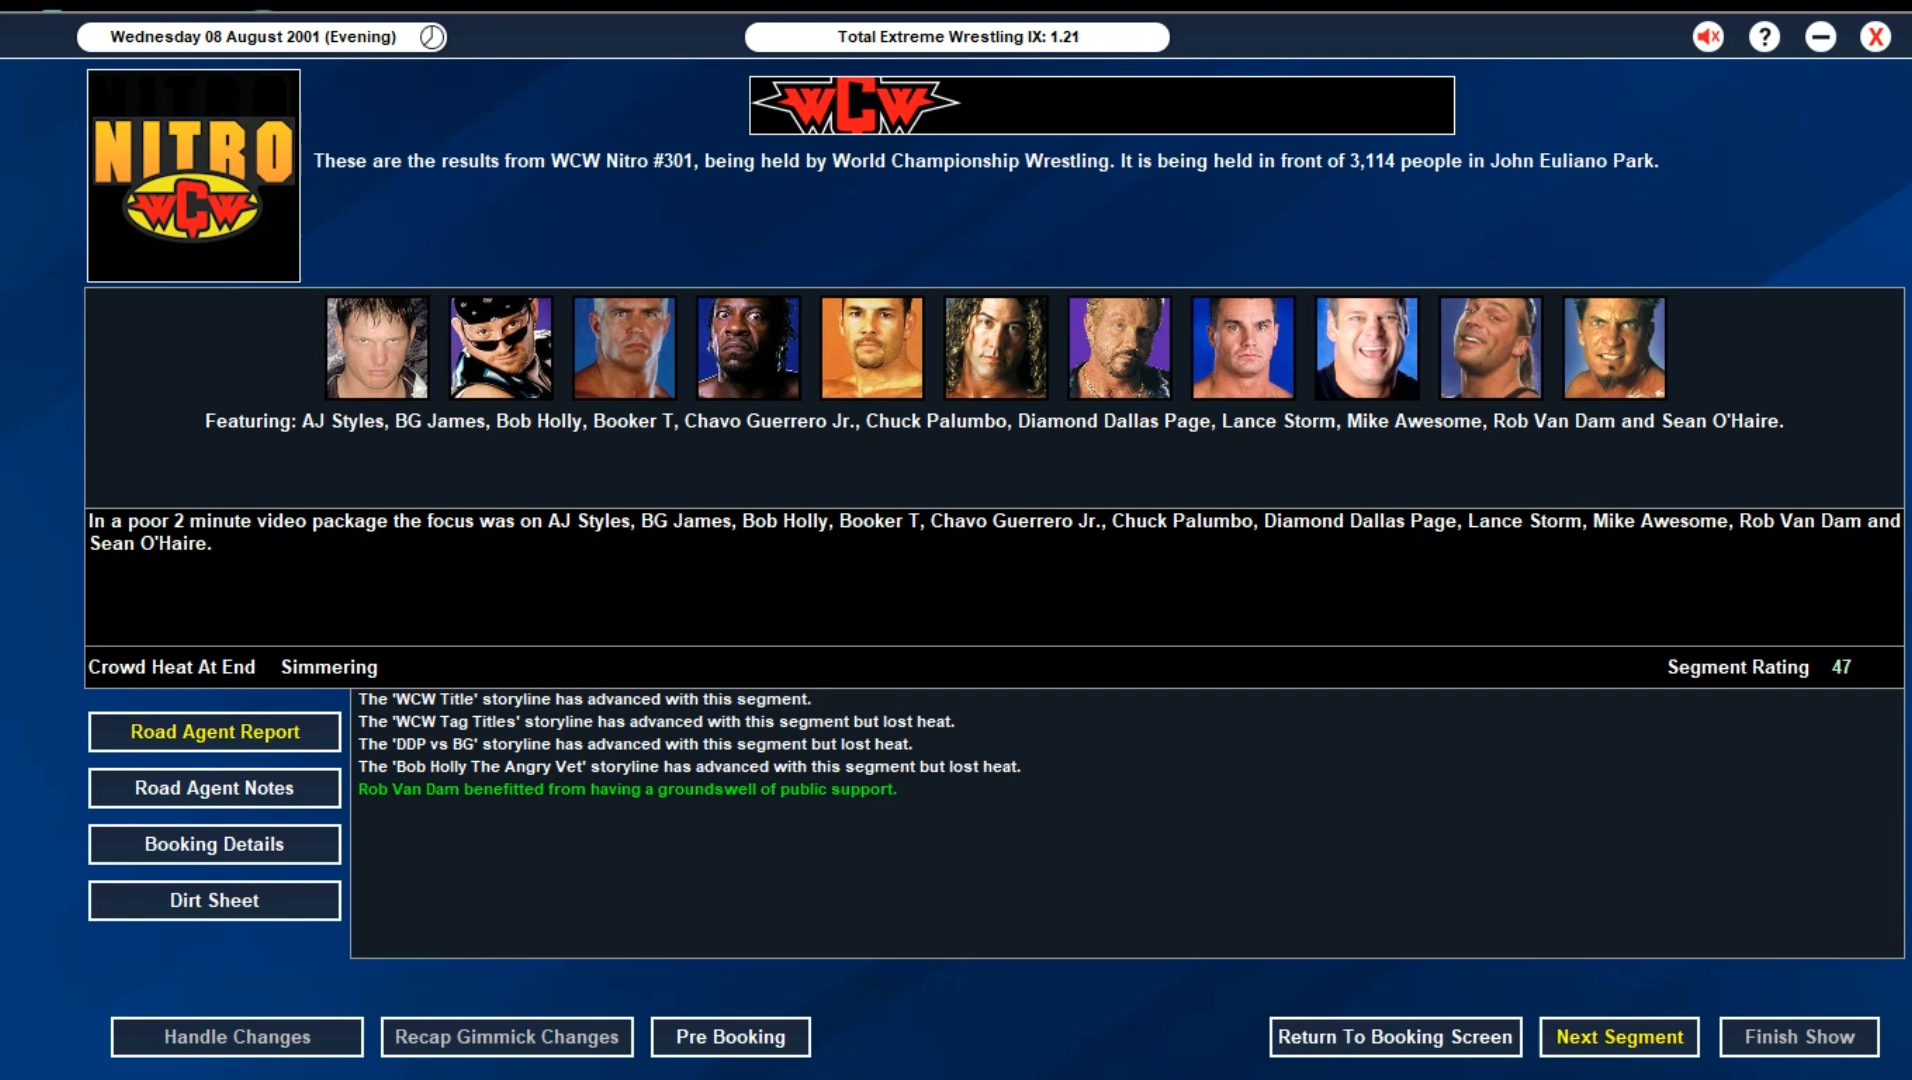 Wednesday 08 August 2001 (Evening)
Total Extreme Wrestling IX: 1.21
?
X
NITRO
WCW
WCW
These are the results from WCW Nitro #301, being held by World Championship Wrestling. It is being held in front of 3,114 people in John Euliano Park.
Featuring: AJ Styles, BG James, Bob Holly, Booker T, Chavo Guerrero Jr., Chuck Palumbo, Diamond Dallas Page, Lance Storm, Mike Awesome, Rob Van Dam and Sean O'Haire.
In a poor 2 minute video package the focus was on AJ Styles, BG James, Bob Holly, Booker T, Chavo Guerrero Jr., Chuck Palumbo, Diamond Dallas Page, Lance Storm, Mike Awesome, Rob Van Dam and
Sean O'Haire.
Crowd Heat At End Simmering
Segment Rating 47
Road Agent Report
Road Agent Notes
Booking Details
Dirt Sheet
The 'WCW Title' storyline has advanced with this segment.
The 'WCW Tag Titles' storyline has advanced with this segment but lost heat.
The 'DDP vs BG' storyline has advanced with this segment but lost heat.
The 'Bob Holly The Angry Vet' storyline has advanced with this segment but lost heat.
Rob Van Dam benefitted from having a groundswell of public support.
Handle Changes
Recap Gimmick Changes
Pre Booking
Return To Booking Screen
Next Segment
Finish Show